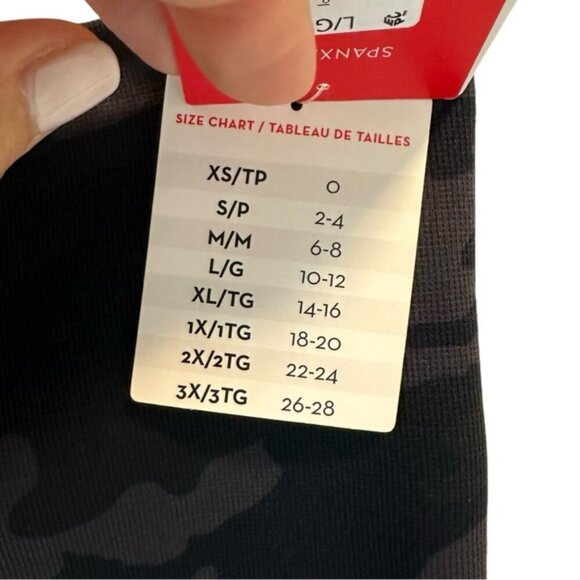 L/G
SPANX
SIZE CHART / TABLEAU DE TAILLES
XS/TP 0
S/P 2-4
M/M 6-8
L/G 10-12
XL/TG 14-16
1X/1TG 18-20
2X/2TG 22-24
3X/3TG 26-28